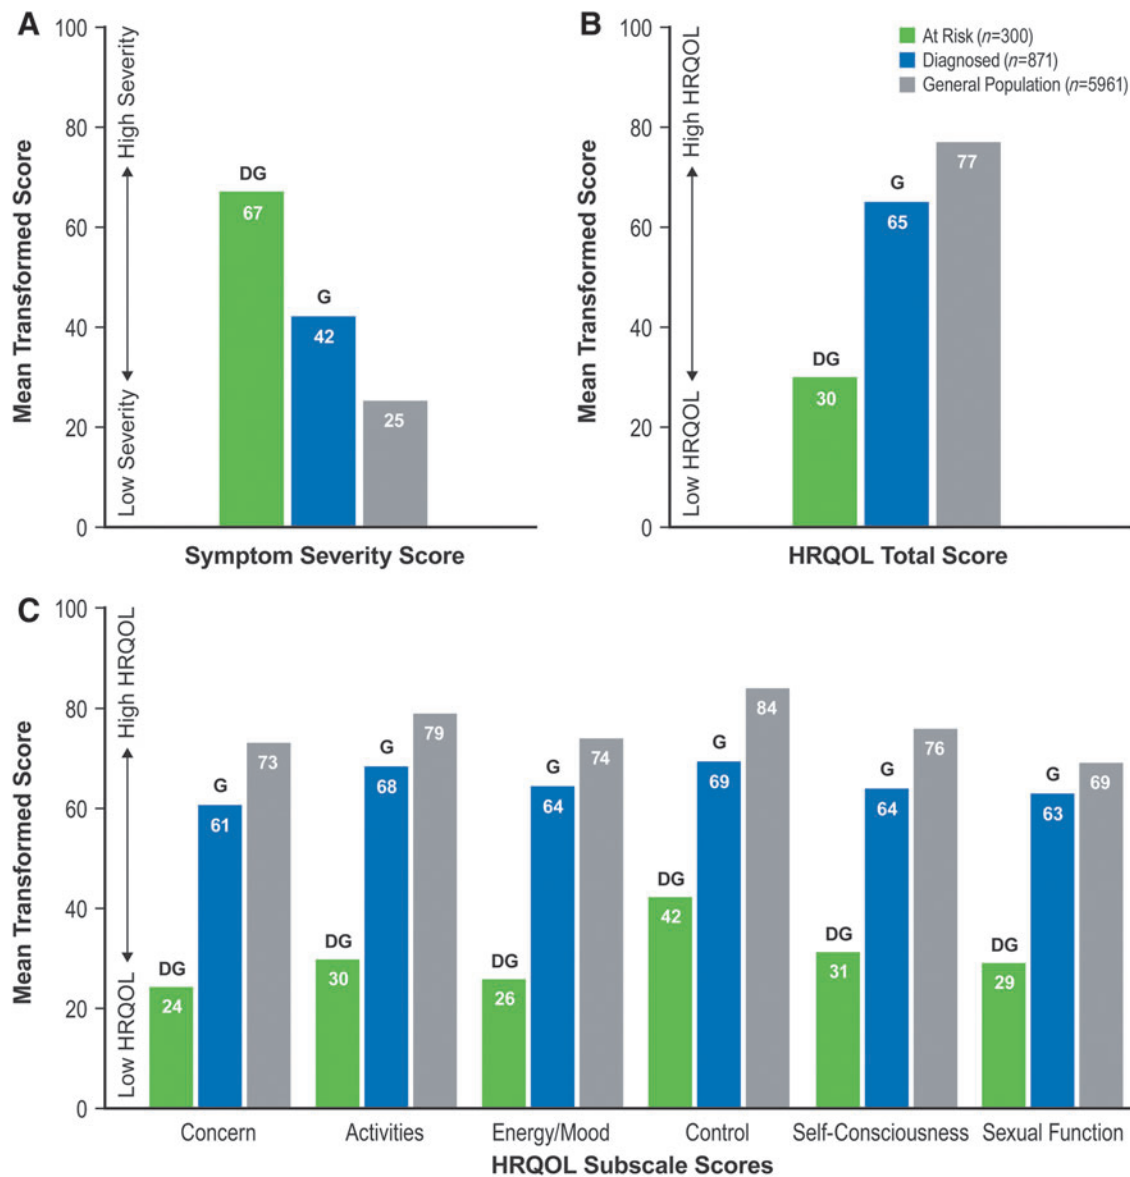 A
100
80
60
40
20
0
Mean Transformed Score
High Severity
Low Severity
DG
67
G
42
25
Symptom Severity Score
B
100
80
60
40
20
0
Mean Transformed Score
High HRQOL
Low HRQOL
At Risk (n=300)
Diagnosed (n=871)
General Population (n=5961)
DG
30
G
65
77
HRQOL Total Score
C
100
80
60
40
20
0
Mean Transformed Score
High HRQOL
Low HRQOL
DG
24
G
61
73
DG
30
G
68
79
DG
26
G
64
74
DG
42
G
69
84
DG
31
G
64
76
DG
29
G
63
69
Concern
Activities
Energy/Mood
Control
Self-Consciousness
Sexual Function
HRQOL Subscale Scores